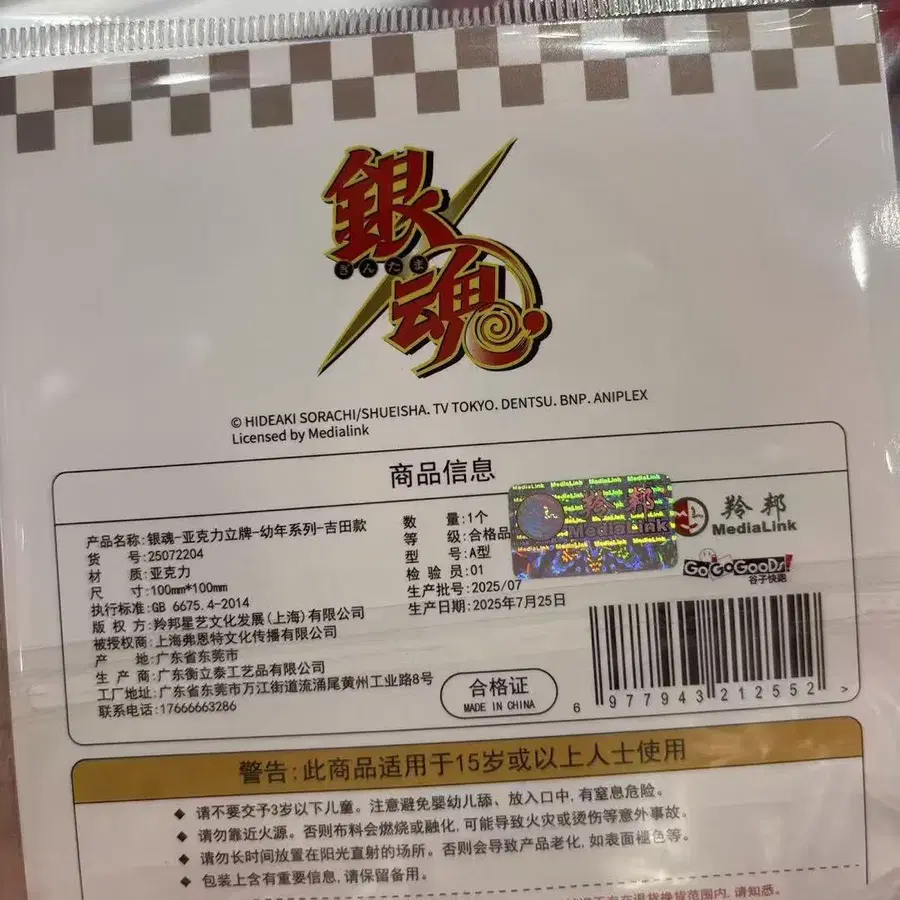 銀
ぎんたま
魂
© HIDEAKI SORACHI/SHUEISHA. TV TOKYO. DENTSU. BNP. ANIPLEX
Licensed by Medialink
商品信息
产品名称:银魂-亚克力立牌-幼年系列-吉田款
货 号:25072204
材 质:亚克力
尺 寸:100mm*100mm
执行标准:GB 6675.4-2014
版 权 方:羚邦星艺文化发展(上海)有限公司
被授权商:上海弗恩特文化传播有限公司
产 地:广东省东莞市
生 产 商:广东衡立泰工艺品有限公司
工厂地址:广东省东莞市万江街道流涌尾黄州工业路8号
联系电话:17666663286
数 量:1个
等 级:合格品
型 号:A型
检 验 员:01
生产批号:2025/07
生产日期:2025年7月25日
羚邦
MediaLink
羚邦
MediaLink
GoGoGooDs!
谷子快跑
合格证
MADE IN CHINA
6 977943 212552 >
警告:此商品适用于15岁或以上人士使用
◆ 请不要交予3岁以下儿童。注意避免婴幼儿舔、放入口中,有窒息危险。
◆ 请勿靠近火源。否则布料会燃烧或融化,可能导致火灾或烫伤等意外事故。
◆ 请勿长时间放置在阳光直射的场所。否则会导致产品老化,如表面褪色等。
◆ 包装上含有重要信息,请保留备用。
退货换货范围内,请知悉。